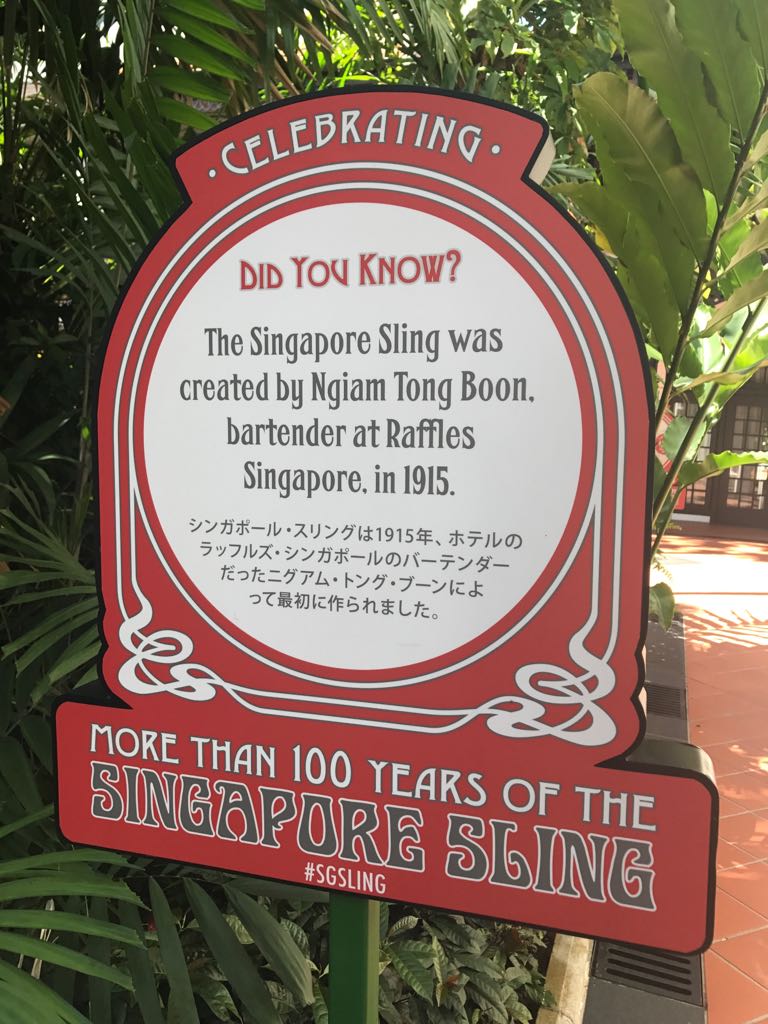 • CELEBRATING •
DID YOU KNOW?
The Singapore Sling was
created by Ngiam Tong Boon,
bartender at Raffles
Singapore, in 1915.
シンガポール・スリングは1915年、ホテルの
ラッフルズ・シンガポールのバーテンダー
だったニグアム・トング・ブーンによ
って最初に作られました。
MORE THAN 100 YEARS OF THE
SINGAPORE SLING
#SGSLING